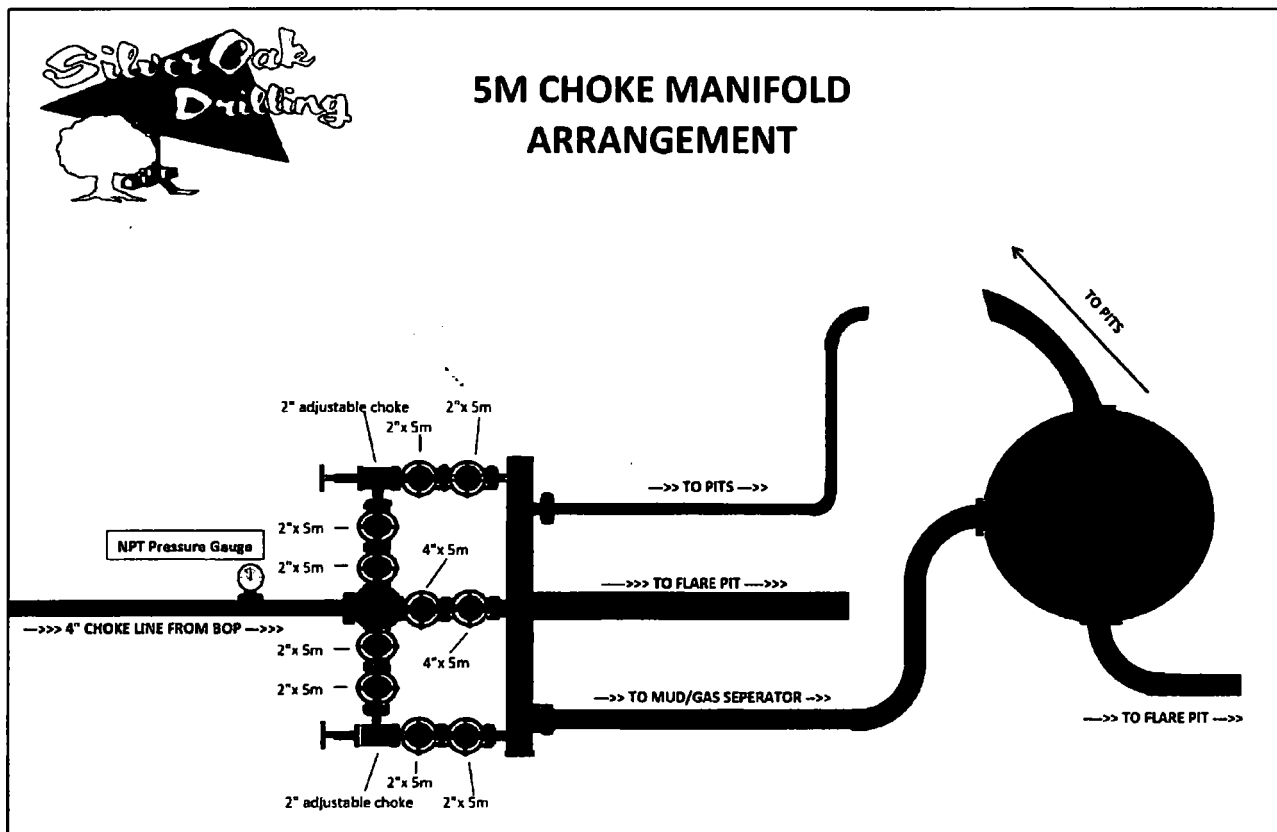 Silver Oak
Drilling
5M CHOKE MANIFOLD
ARRANGEMENT
TO PITS
2" adjustable choke
2"x 5m
2"x 5m
—>> TO PITS —>>
2"x 5m
NPT Pressure Gauge
4"x 5m
2"x 5m
—>>> TO FLARE PIT —>>>
—>>> 4" CHOKE LINE FROM BOP —>>>
2"x 5m
4"x 5m
2"x 5m
—>> TO MUD/GAS SEPERATOR —>>
—>> TO FLARE PIT —>>
2"x 5m
2" adjustable choke
2"x 5m